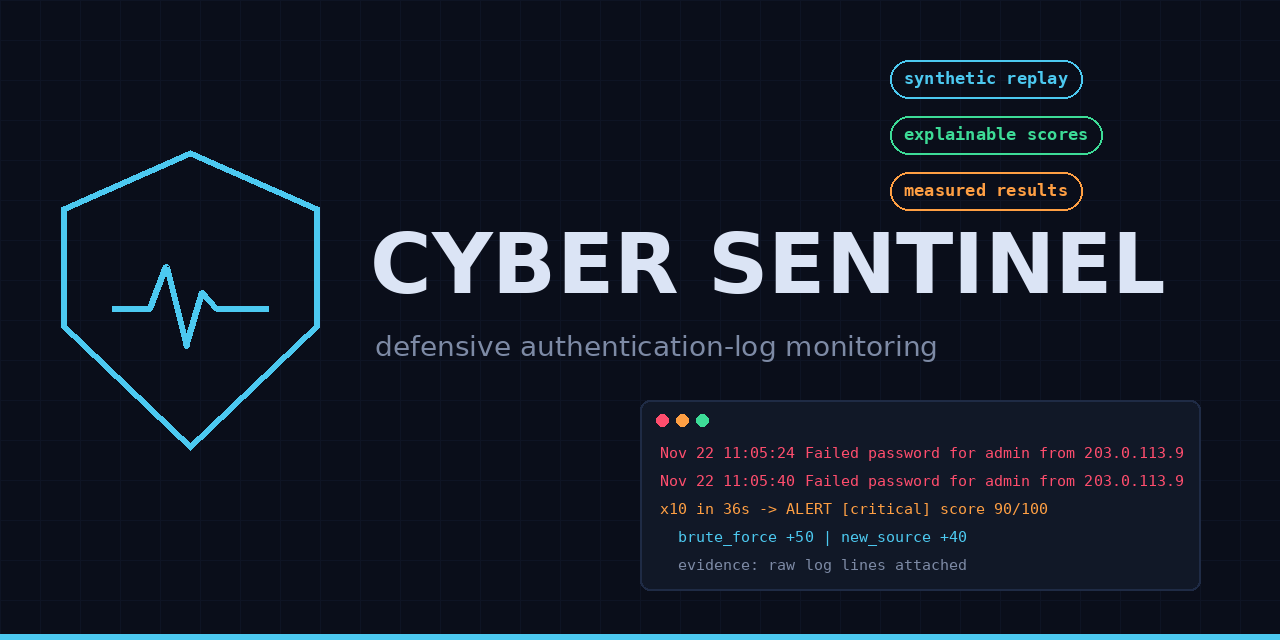 synthetic replay
explainable scores
measured results
CYBER SENTINEL
defensive authentication-log monitoring
Nov 22 11:05:24 Failed password for admin from 203.0.113.9
Nov 22 11:05:40 Failed password for admin from 203.0.113.9
x10 in 36s -> ALERT [critical] score 90/100
brute_force +50 | new_source +40
evidence: raw log lines attached